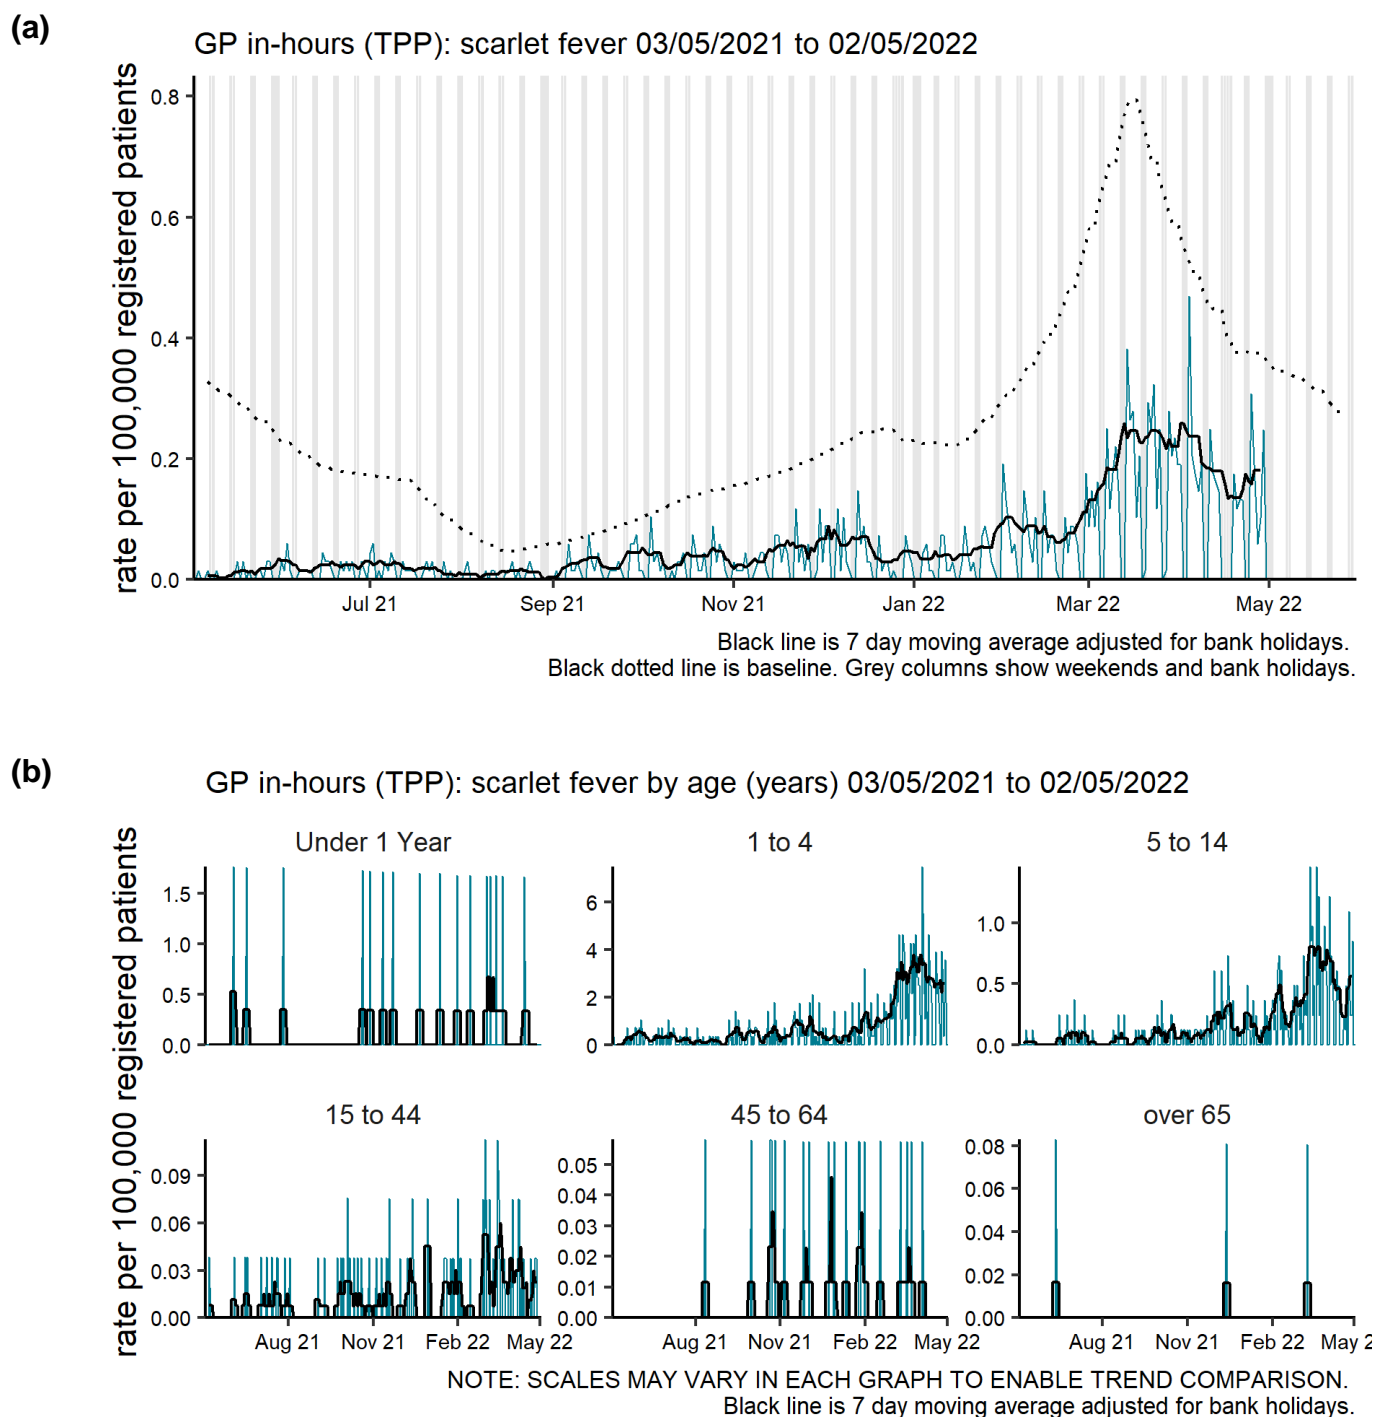 (a)
GP in-hours (TPP): scarlet fever 03/05/2021 to 02/05/2022
rate per 100,000 registered patients
0.8
0.6
0.4
0.2
0.0
Jul 21 Sep 21 Nov 21 Jan 22 Mar 22 May 22
Black line is 7 day moving average adjusted for bank holidays.
Black dotted line is baseline. Grey columns show weekends and bank holidays.
(b)
GP in-hours (TPP): scarlet fever by age (years) 03/05/2021 to 02/05/2022
rate per 100,000 registered patients
Under 1 Year
1.5
1.0
0.5
0.0
1 to 4
6
4
2
0
5 to 14
1.0
0.5
0.0
15 to 44
0.09
0.06
0.03
0.00
Aug 21 Nov 21 Feb 22 May 22
45 to 64
0.05
0.04
0.03
0.02
0.01
0.00
Aug 21 Nov 21 Feb 22 May 22
over 65
0.08
0.06
0.04
0.02
0.00
Aug 21 Nov 21 Feb 22 May 2
NOTE: SCALES MAY VARY IN EACH GRAPH TO ENABLE TREND COMPARISON.
Black line is 7 day moving average adjusted for bank holidays.